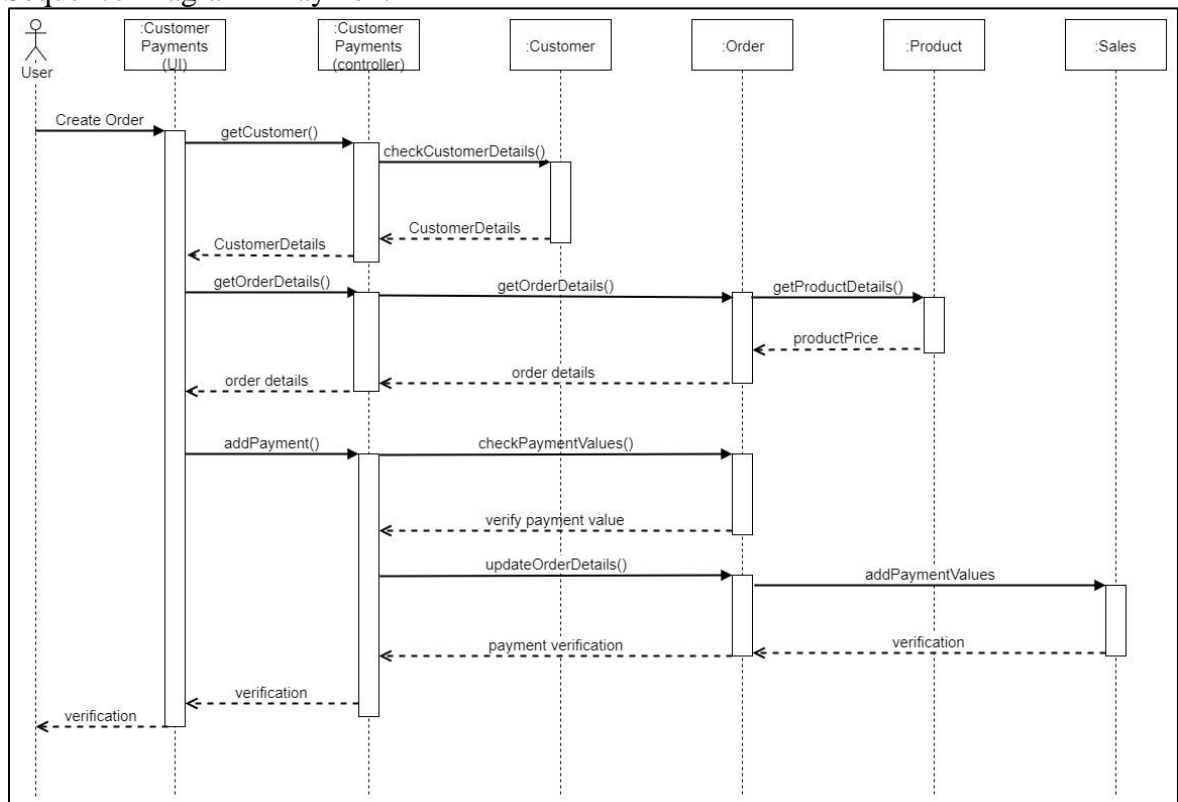 :Customer
Payments
(UI)
:Customer
Payments
(controller)
:Customer
:Order
:Product
:Sales
User
Create Order
getCustomer()
checkCustomerDetails()
CustomerDetails
CustomerDetails
getOrderDetails()
getOrderDetails()
getProductDetails()
productPrice
order details
order details
addPayment()
checkPaymentValues()
verify payment value
updateOrderDetails()
addPaymentValues
payment verification
verification
verification
verification